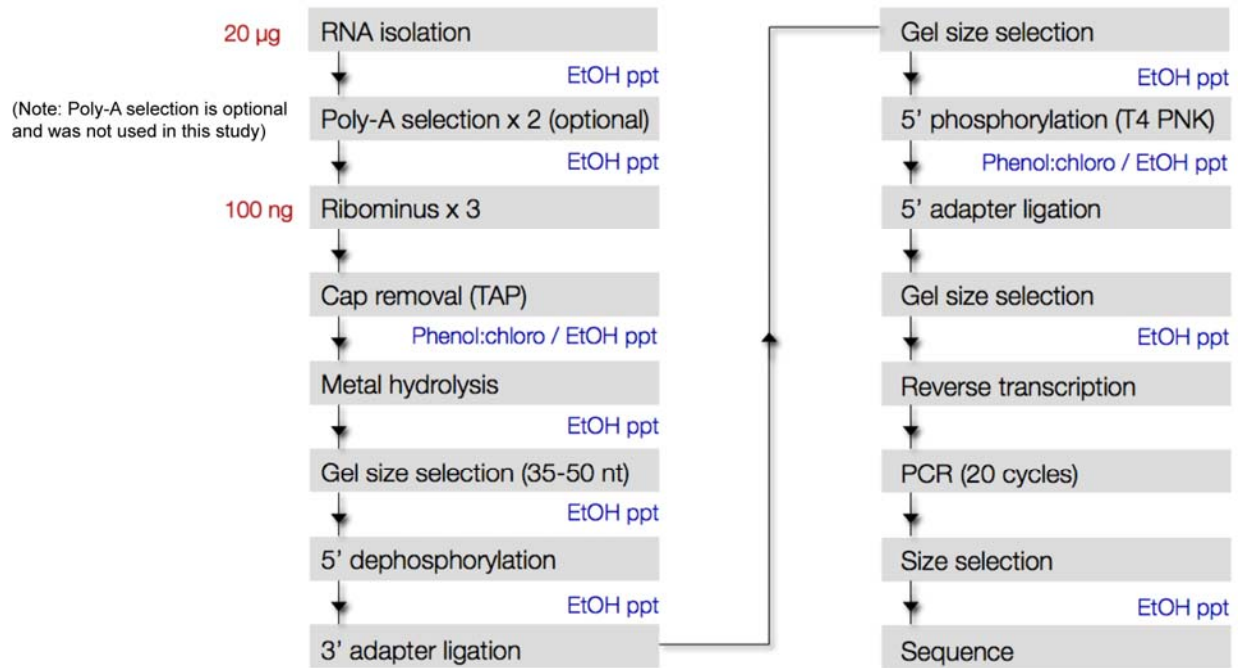 20 µg
RNA isolation
EtOH ppt
(Note: Poly-A selection is optional
and was not used in this study)
Poly-A selection x 2 (optional)
EtOH ppt
100 ng
Ribominus x 3
Cap removal (TAP)
Phenol:chloro / EtOH ppt
Metal hydrolysis
EtOH ppt
Gel size selection (35-50 nt)
EtOH ppt
5' dephosphorylation
EtOH ppt
3' adapter ligation
Gel size selection
EtOH ppt
5' phosphorylation (T4 PNK)
Phenol:chloro / EtOH ppt
5' adapter ligation
Gel size selection
EtOH ppt
Reverse transcription
PCR (20 cycles)
Size selection
EtOH ppt
Sequence